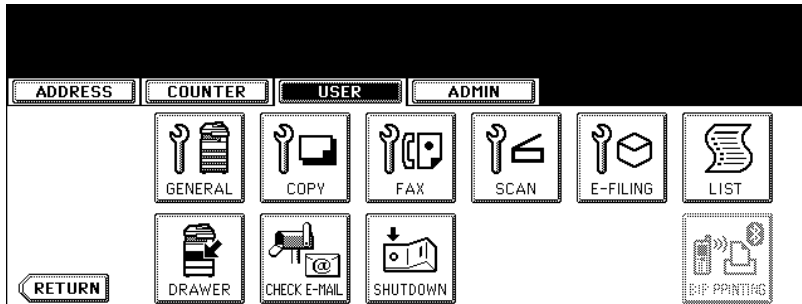 ADDRESS COUNTER USER ADMIN
GENERAL COPY FAX SCAN E-FILING LIST
@
RETURN DRAWER CHECK E-MAIL SHUTDOWN BIP PRINTING